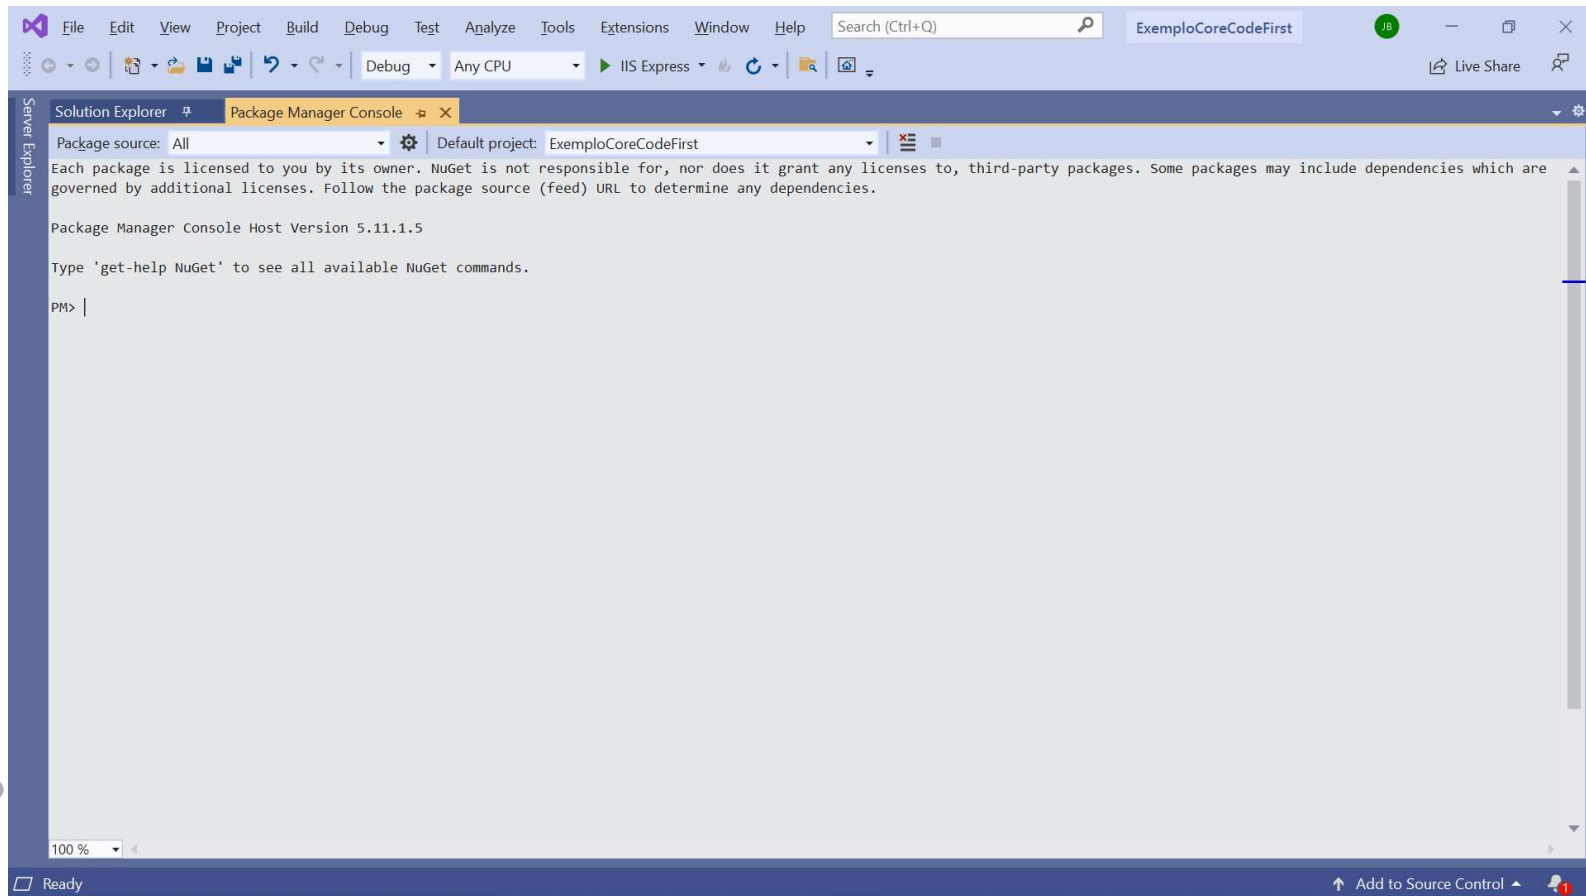 File Edit View Project Build Debug Test Analyze Tools Extensions Window Help Search (Ctrl+Q) ExemploCoreCodeFirst JB
Debug Any CPU IIS Express Live Share
Server Explorer
Solution Explorer Package Manager Console
Package source: All Default project: ExemploCoreCodeFirst
Each package is licensed to you by its owner. NuGet is not responsible for, nor does it grant any licenses to, third-party packages. Some packages may include dependencies which are
governed by additional licenses. Follow the package source (feed) URL to determine any dependencies.
Package Manager Console Host Version 5.11.1.5
Type 'get-help NuGet' to see all available NuGet commands.
PM>
100 %
Ready Add to Source Control 1